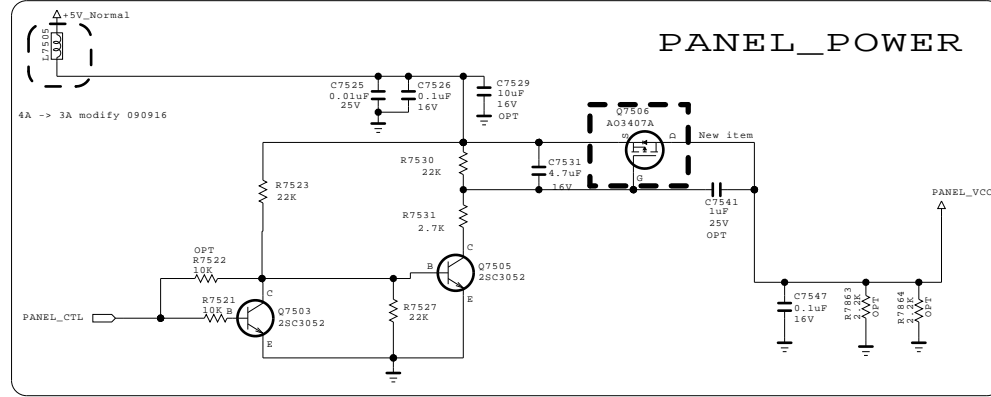 +5V_Normal
PANEL_POWER
L7505
4A -> 3A modify 090916
C7525
0.01uF
25V
C7526
0.1uF
16V
C7529
10uF
16V
OPT
Q7506
AO3407A
S
D
G
New item
R7530
22K
C7531
4.7uF
16V
R7523
22K
R7531
2.7K
C7541
1uF
25V
OPT
PANEL_VCC
OPT
R7522
10K
R7521
10K
B
C
E
Q7503
2SC3052
B
C
E
Q7505
2SC3052
R7527
22K
PANEL_CTL
C7547
0.1uF
16V
R7863
2.2K
OPT
R7864
2.2K
OPT